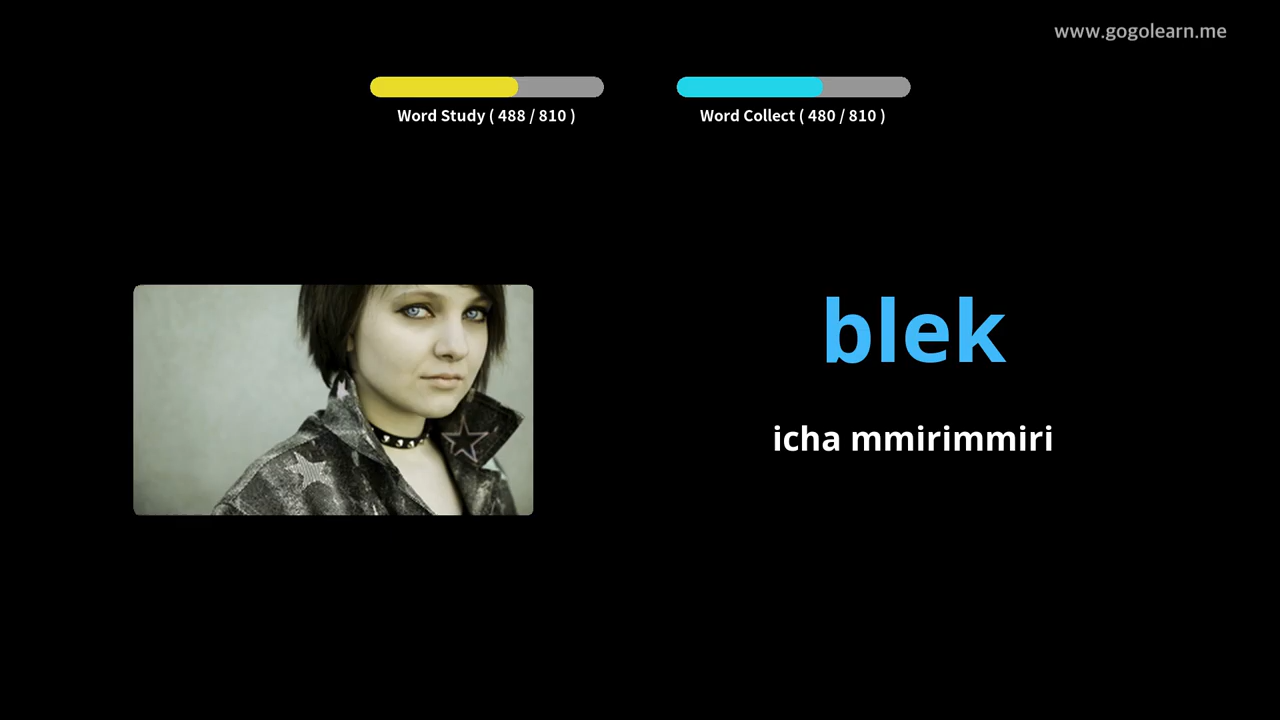 www.gogolearn.me
Word Study ( 488 / 810 )
Word Collect ( 480 / 810 )
blek
icha mmirimmiri